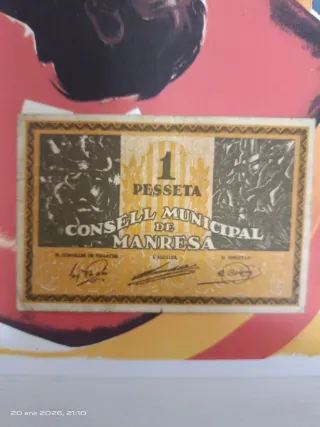 1
PESSETA
CONSELL MUNICIPAL
DE
MANRESA
20 ene 2026, 21:10